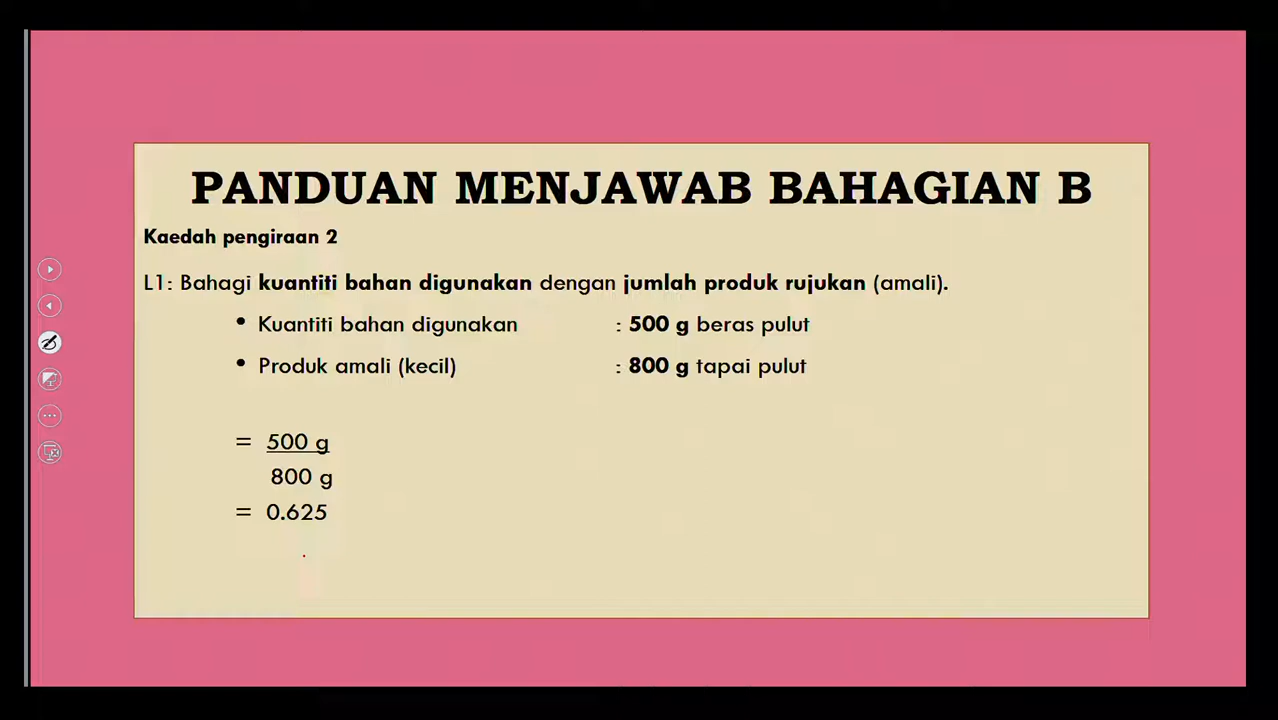 PANDUAN MENJAWAB BAHAGIAN B
Kaedah pengiraan 2
L1: Bahagi kuantiti bahan digunakan dengan jumlah produk rujukan (amali).
• Kuantiti bahan digunakan : 500 g beras pulut
• Produk amali (kecil) : 800 g tapai pulut
= 500 g
800 g
= 0.625